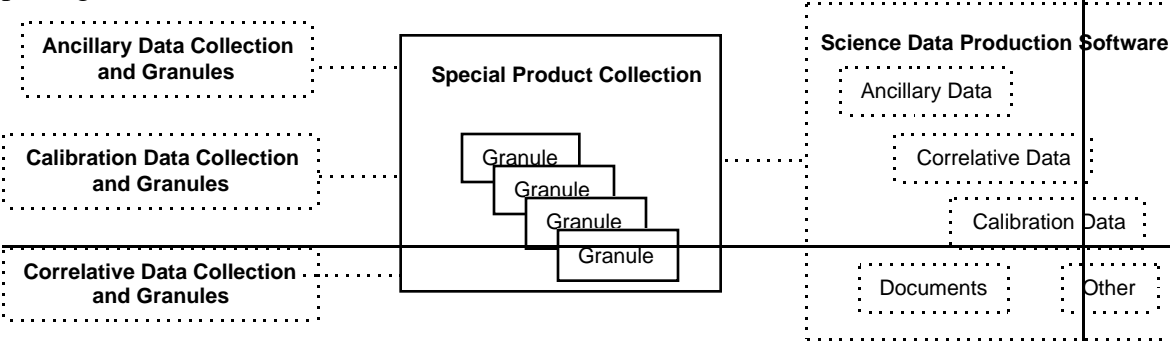 Ancillary Data Collection
and Granules
Calibration Data Collection
and Granules
Correlative Data Collection
and Granules
Special Product Collection
Granule
Granule
Granule
Granule
Science Data Production Software
Ancillary Data
Correlative Data
Calibration Data
Documents
Other